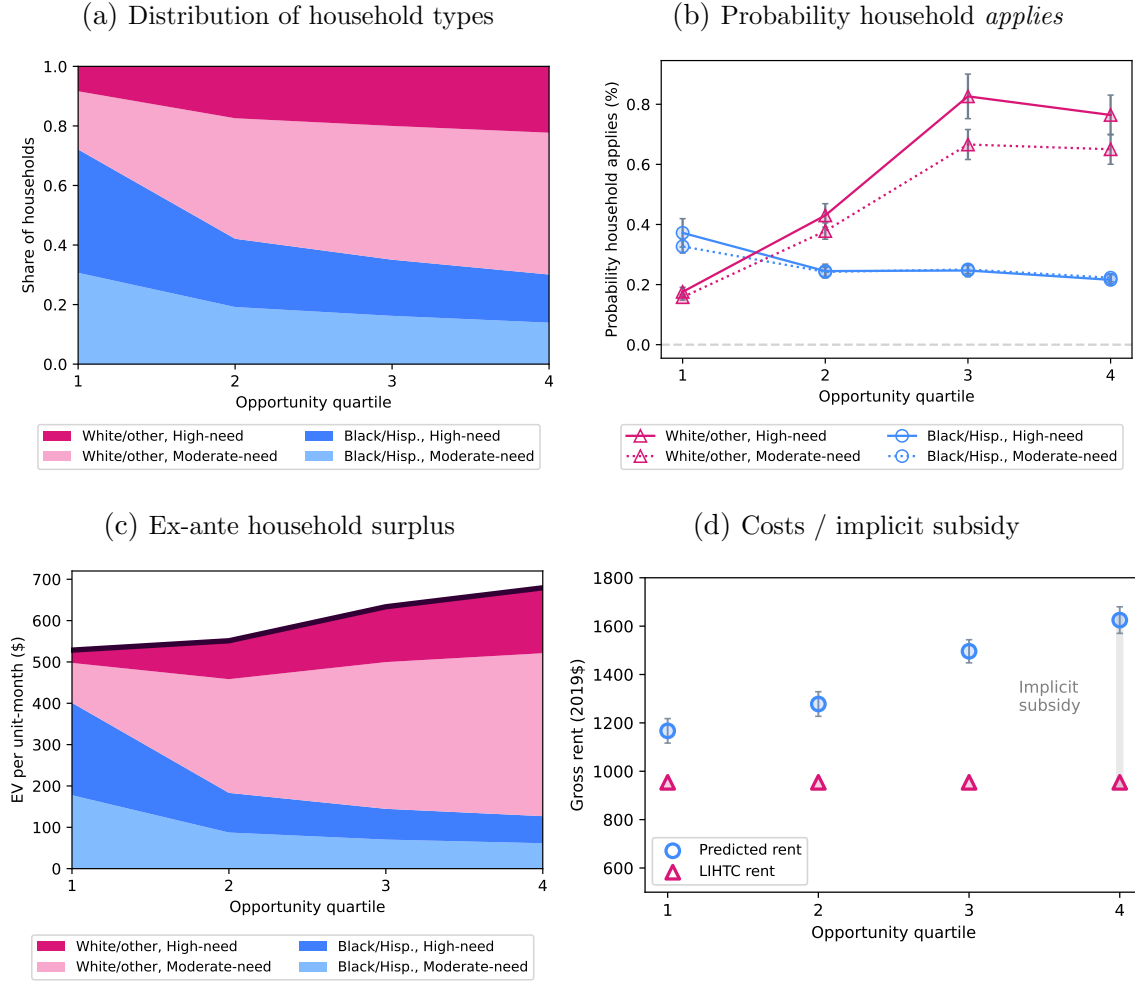 (a) Distribution of household types
1.0
0.8
0.6
0.4
0.2
0.0
Share of households
1 2 3 4
Opportunity quartile
White/other, High-need Black/Hisp., High-need
White/other, Moderate-need Black/Hisp., Moderate-need
(b) Probability household applies
0.8
0.6
0.4
0.2
0.0
Probability household applies (%)
1 2 3 4
Opportunity quartile
White/other, High-need Black/Hisp., High-need
White/other, Moderate-need Black/Hisp., Moderate-need
(c) Ex-ante household surplus
700
600
500
400
300
200
100
0
EV per unit-month ($)
1 2 3 4
Opportunity quartile
White/other, High-need Black/Hisp., High-need
White/other, Moderate-need Black/Hisp., Moderate-need
(d) Costs / implicit subsidy
1800
1600
1400
1200
1000
800
600
Gross rent (2019$)
Implicit
subsidy
Predicted rent
LIHTC rent
1 2 3 4
Opportunity quartile